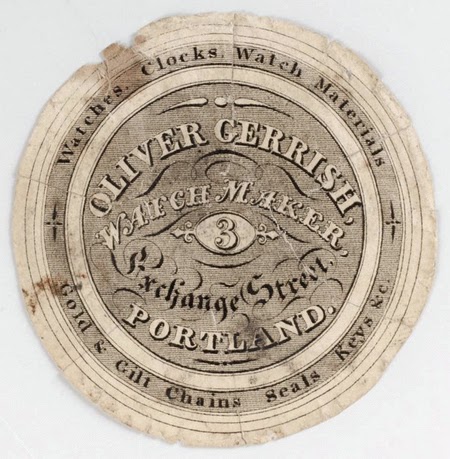 Watches, Clocks, Watch Materials
OLIVER GERRISH,
WATCH MAKER,
3
Exchange Street,
PORTLAND.
Gold & Gilt Chains Seals Keys &c.